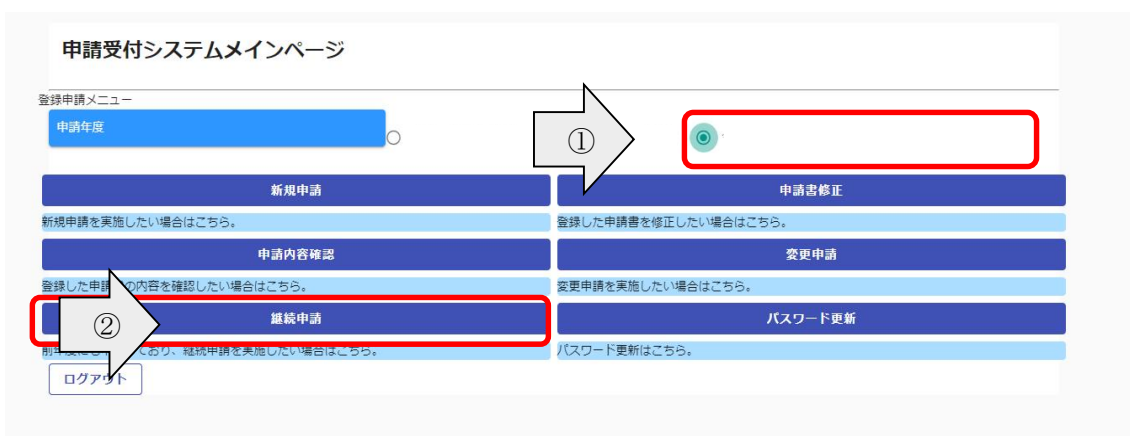 申請受付システムメインページ
登録申請メニュー
申請年度
①
新規申請
申請書修正
新規申請を実施したい場合はこちら。
登録した申請書を修正したい場合はこちら。
申請内容確認
変更申請
登録した申請 の内容を確認したい場合はこちら。
変更申請を実施したい場合はこちら。
②
継続申請
パスワード更新
ており、継続申請を実施したい場合はこちら。
パスワード更新はこちら。
ログアウト